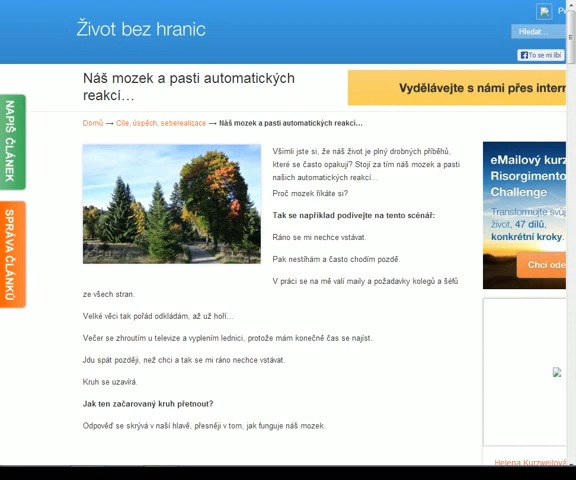 Život bez hranic
Hledat...
To se mi líbí
Náš mozek a pasti automatických
reakcí…
Vydělávejte s námi přes
NAPIŠ ČLÁNEK
SPRÁVA ČLÁNKŮ
Domů → Cíle, úspěch, seberealizace → Náš mozek a pasti automatických reakcí…
Všimli jste si, že náš život je plný drobných příběhů,
které se často opakují? Stojí za tím náš mozek a pasti
našich automatických reakcí…
Proč mozek říkáte si?
Tak se například podívejte na tento scénář:
Ráno se mi nechce vstávat.
Pak nestíhám a často chodím pozdě.
V práci se na mě valí maily a požadavky kolegů a šéfů
ze všech stran.
Velké věci tak pořád odkládám, až už hoří…
Večer se zhroutím u televize a vyplením lednici, protože mám konečně čas se najíst.
Jdu spát později, než chci a tak se mi ráno nechce vstávat.
Kruh se uzavírá.
Jak ten začarovaný kruh přetnout?
Odpověď se skrývá v naší hlavě, přesněji v tom, jak funguje náš mozek.
eMailový kurz
Risorgimento
Challenge
Transformujte svůj
život, 47 dílů,
konkrétní kroky.
Chci ode
Helena Kurzweilová